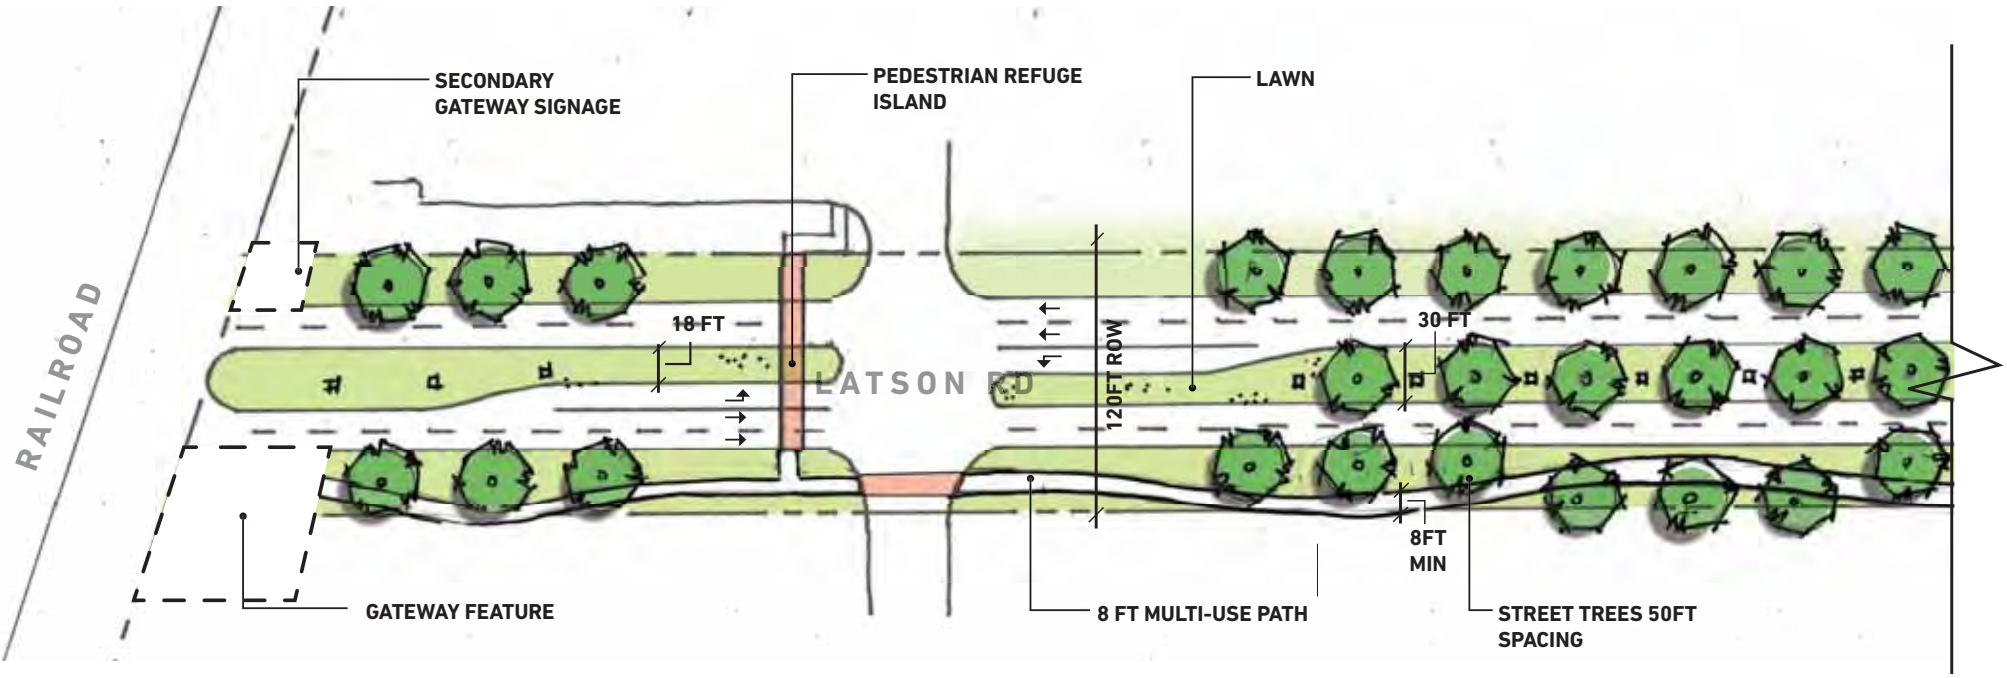 SECONDARY
GATEWAY SIGNAGE
PEDESTRIAN REFUGE
ISLAND
LAWN
RAILROAD
18 FT
30 FT
120FT ROW
LATSON RD
8FT
MIN
GATEWAY FEATURE
8 FT MULTI-USE PATH
STREET TREES 50FT
SPACING